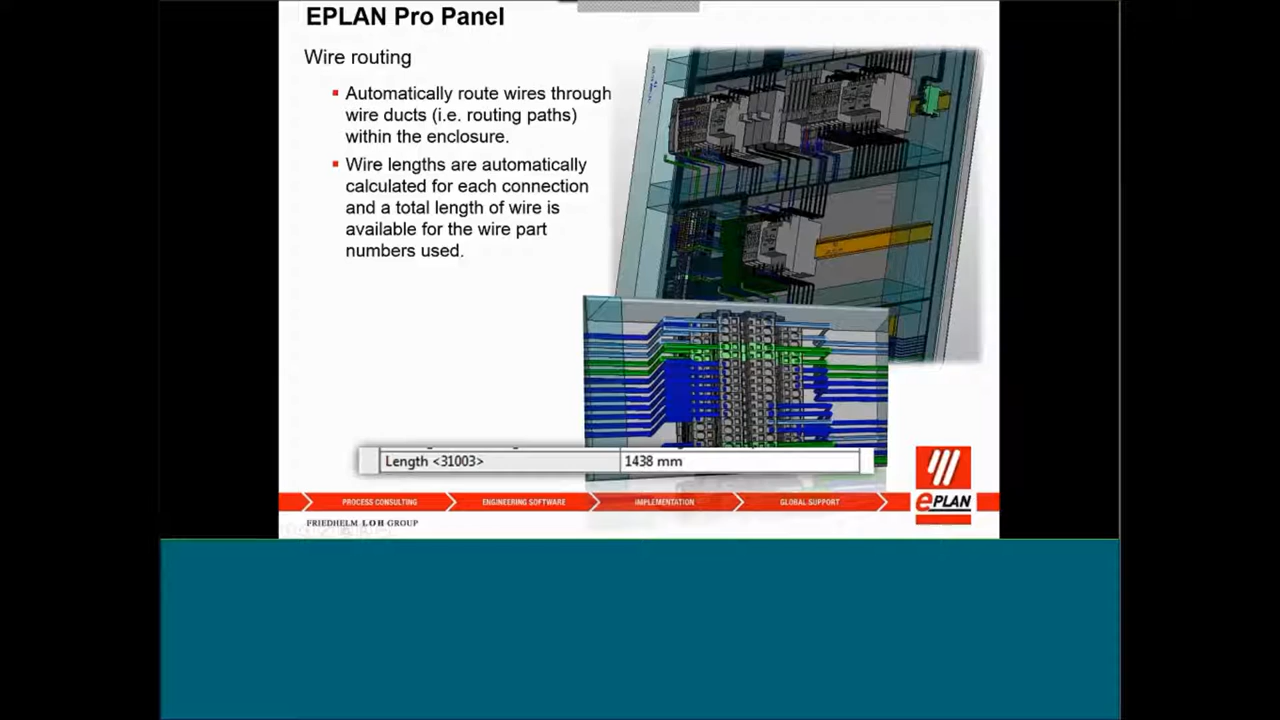 EPLAN Pro Panel
Wire routing
Automatically route wires through
wire ducts (i.e. routing paths)
within the enclosure.
Wire lengths are automatically
calculated for each connection
and a total length of wire is
available for the wire part
numbers used.
Length <31003> 1438 mm
PROCESS CONSULTING ENGINEERING SOFTWARE IMPLEMENTATION GLOBAL SUPPORT
ePLAN
FRIEDHELM LOH GROUP